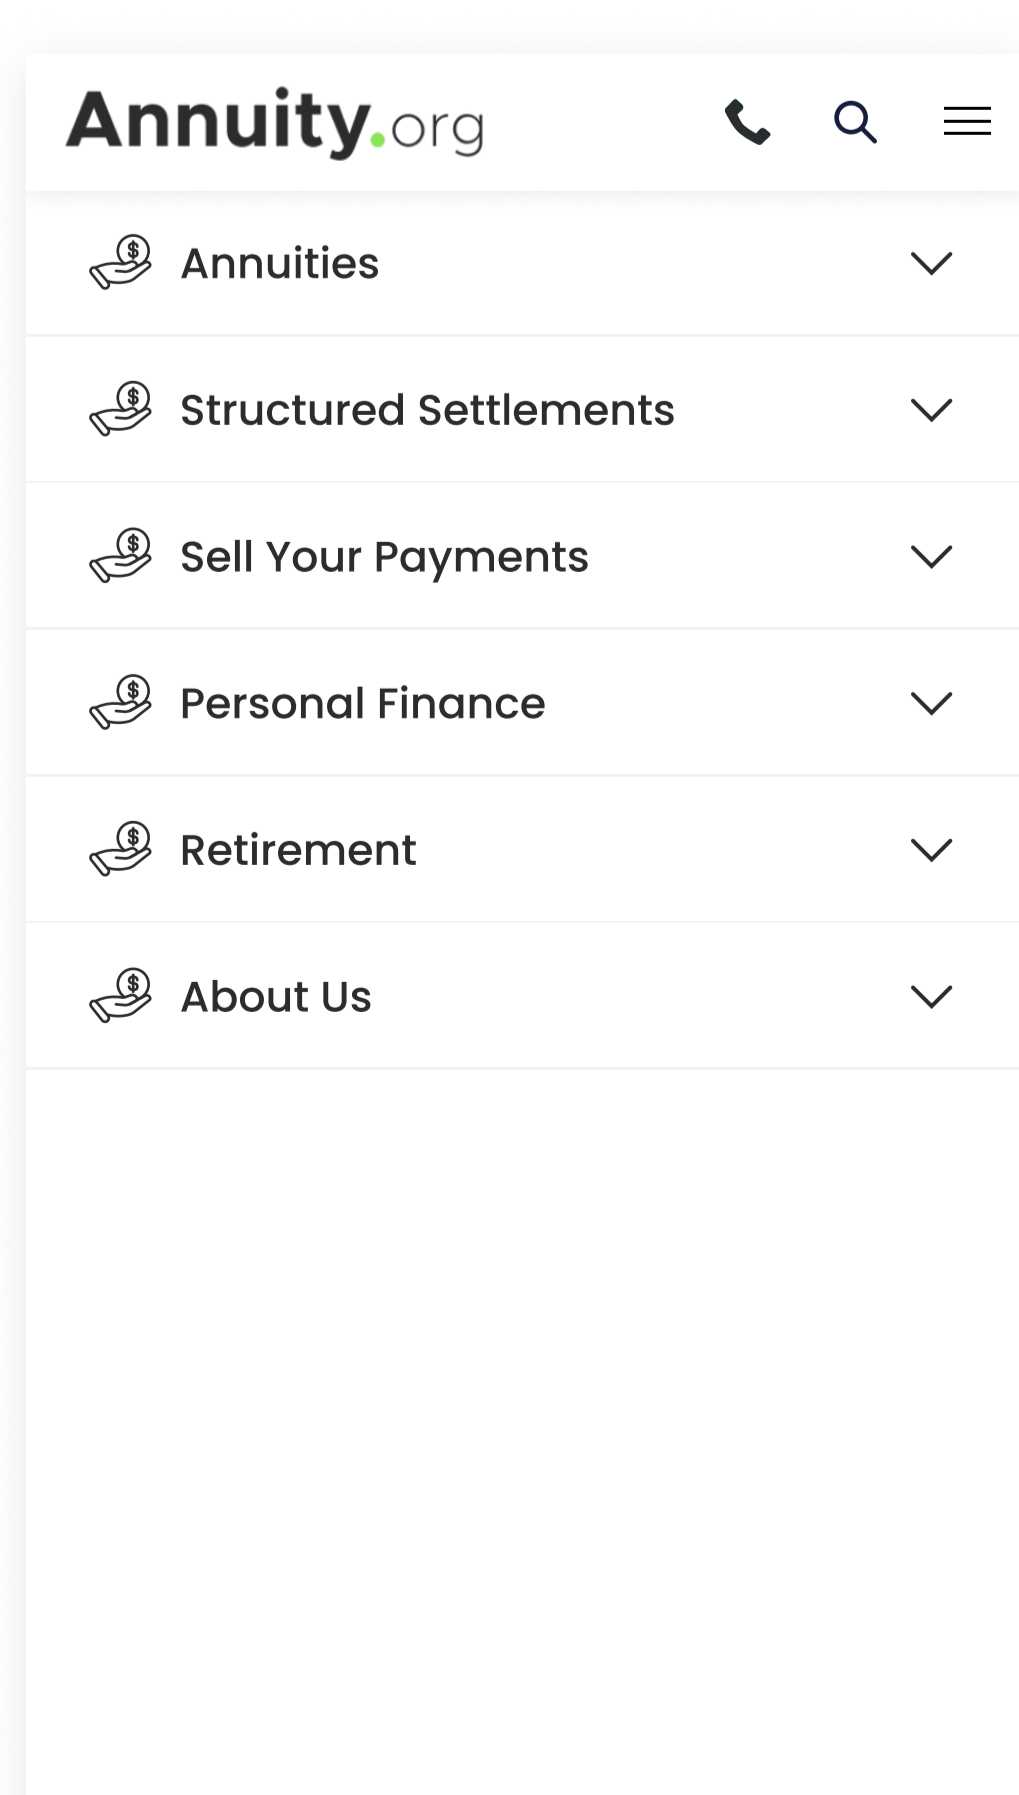 Annuity.org
Annuities
Structured Settlements
Sell Your Payments
Personal Finance
Retirement
About Us